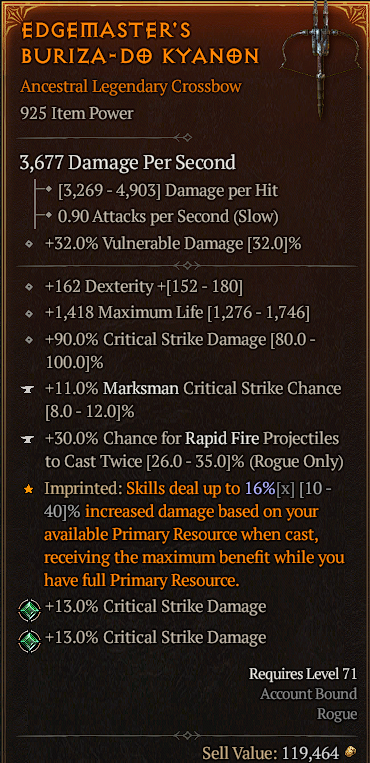 EDGEMASTER'S
BURIZA-DO KYANON
Ancestral Legendary Crossbow
925 Item Power
3,677 Damage Per Second
[3,269 - 4,903] Damage per Hit
0.90 Attacks per Second (Slow)
+32.0% Vulnerable Damage [32.0]%
+162 Dexterity +[152 - 180]
+1,418 Maximum Life [1,276 - 1,746]
+90.0% Critical Strike Damage [80.0 -
100.0]%
+11.0% Marksman Critical Strike Chance
[8.0 - 12.0]%
+30.0% Chance for Rapid Fire Projectiles
to Cast Twice [26.0 - 35.0]% (Rogue Only)
Imprinted: Skills deal up to 16%[x] [10 -
40]% increased damage based on your
available Primary Resource when cast,
receiving the maximum benefit while you
have full Primary Resource.
+13.0% Critical Strike Damage
+13.0% Critical Strike Damage
Requires Level 71
Account Bound
Rogue
Sell Value: 119,464